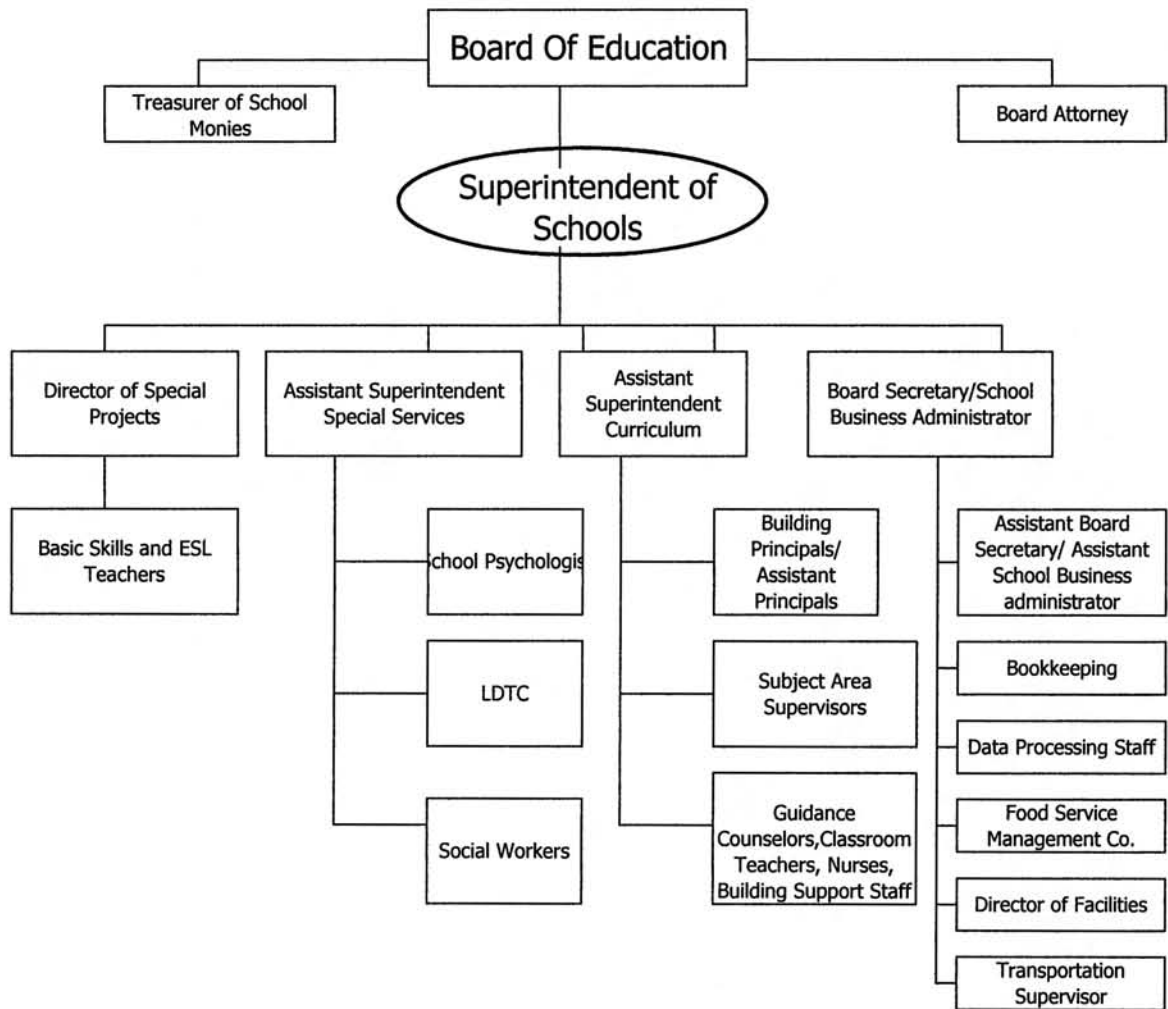 Board Of Education
Treasurer of School
Monies
Board Attorney
Superintendent of
Schools
Director of Special
Projects
Assistant Superintendent
Special Services
Assistant
Superintendent
Curriculum
Board Secretary/School
Business Administrator
Basic Skills and ESL
Teachers
School Psychologis
LDTC
Social Workers
Building
Principals/
Assistant
Principals
Subject Area
Supervisors
Guidance
Counselors,Classroom
Teachers, Nurses,
Building Support Staff
Assistant Board
Secretary/ Assistant
School Business
administrator
Bookkeeping
Data Processing Staff
Food Service
Management Co.
Director of Facilities
Transportation
Supervisor